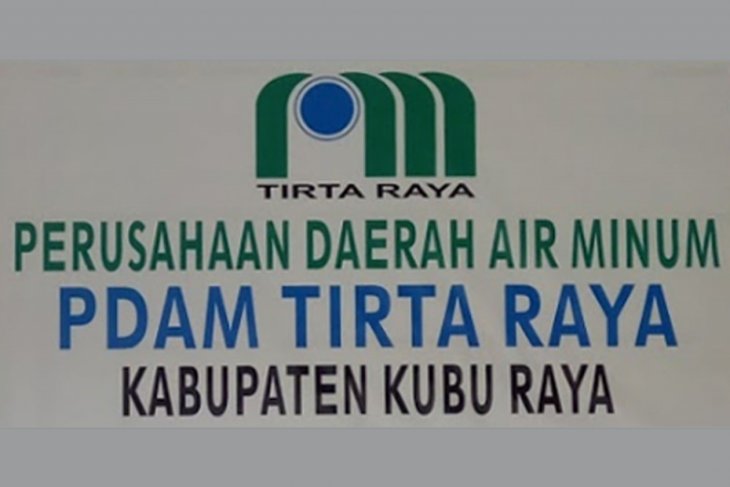 TIRTA RAYA
PERUSAHAAN DAERAH AIR MINUM
PDAM TIRTA RAYA
KABUPATEN KUBU RAYA